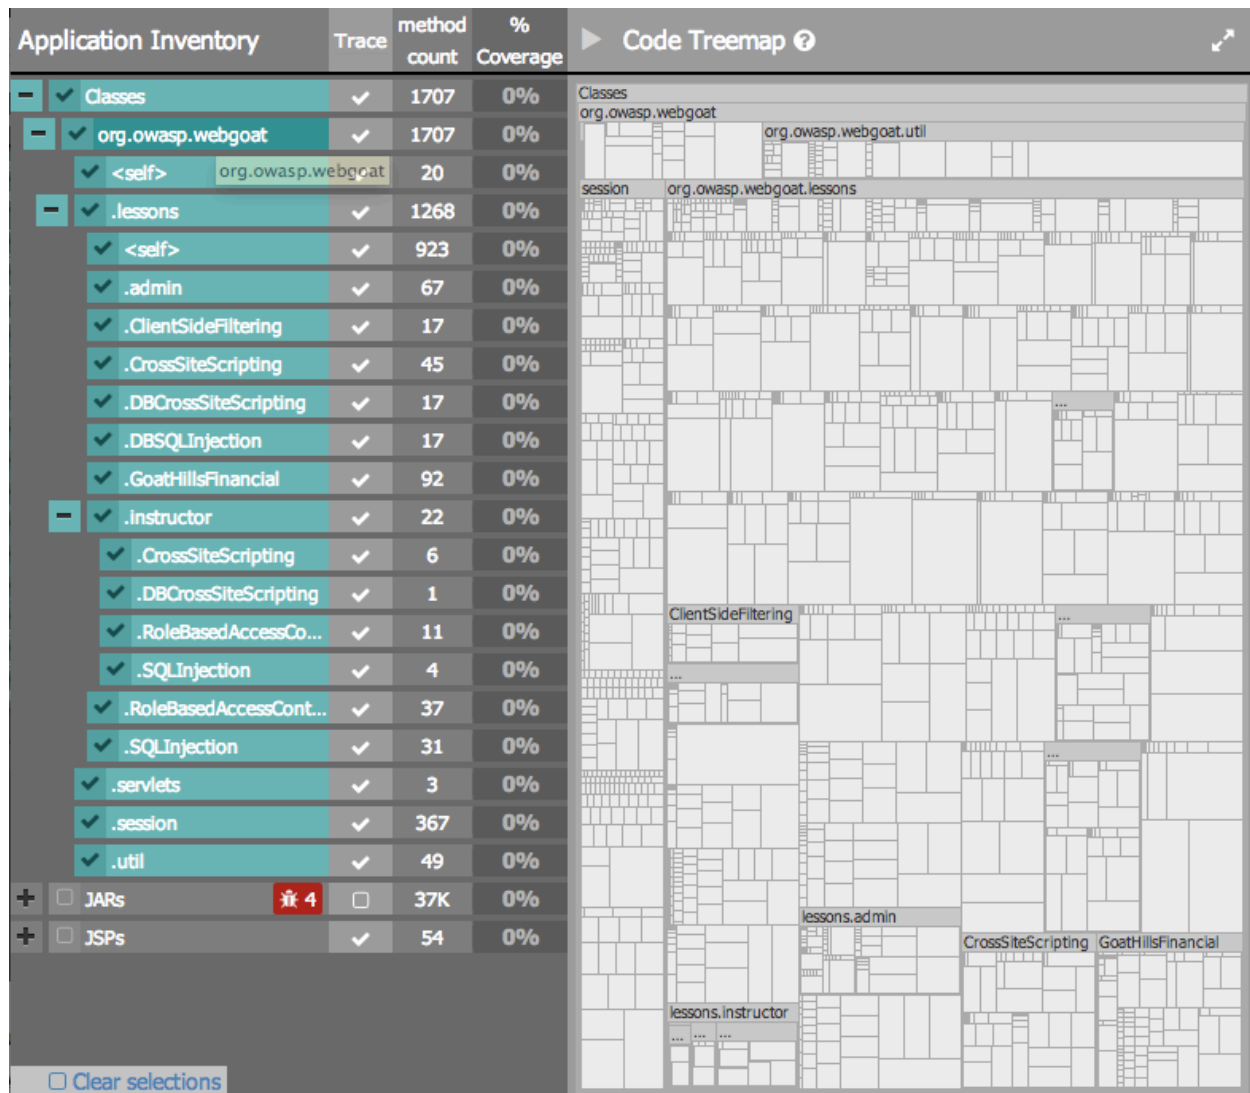 Application Inventory Trace method count % Coverage
Classes 1707 0%
org.owasp.webgoat 1707 0%
<self> 20 0%
org.owasp.webgoat
.lessons 1268 0%
<self> 923 0%
.admin 67 0%
.ClientSideFiltering 17 0%
.CrossSiteScripting 45 0%
.DBCrossSiteScripting 17 0%
.DBSQLInjection 17 0%
.GoatHillsFinancial 92 0%
.instructor 22 0%
.CrossSiteScripting 6 0%
.DBCrossSiteScripting 1 0%
.RoleBasedAccessCo... 11 0%
.SQLInjection 4 0%
.RoleBasedAccessCont... 37 0%
.SQLInjection 31 0%
.servlets 3 0%
.session 367 0%
.util 49 0%
JARs 4 37K 0%
JSPs 54 0%
Clear selections
Code Treemap ?
Classes
org.owasp.webgoat
org.owasp.webgoat.util
session org.owasp.webgoat.lessons
...
ClientSideFiltering ...
...
...
lessons.admin
CrossSiteScripting GoatHillsFinancial
lessons.instructor
... ... ...